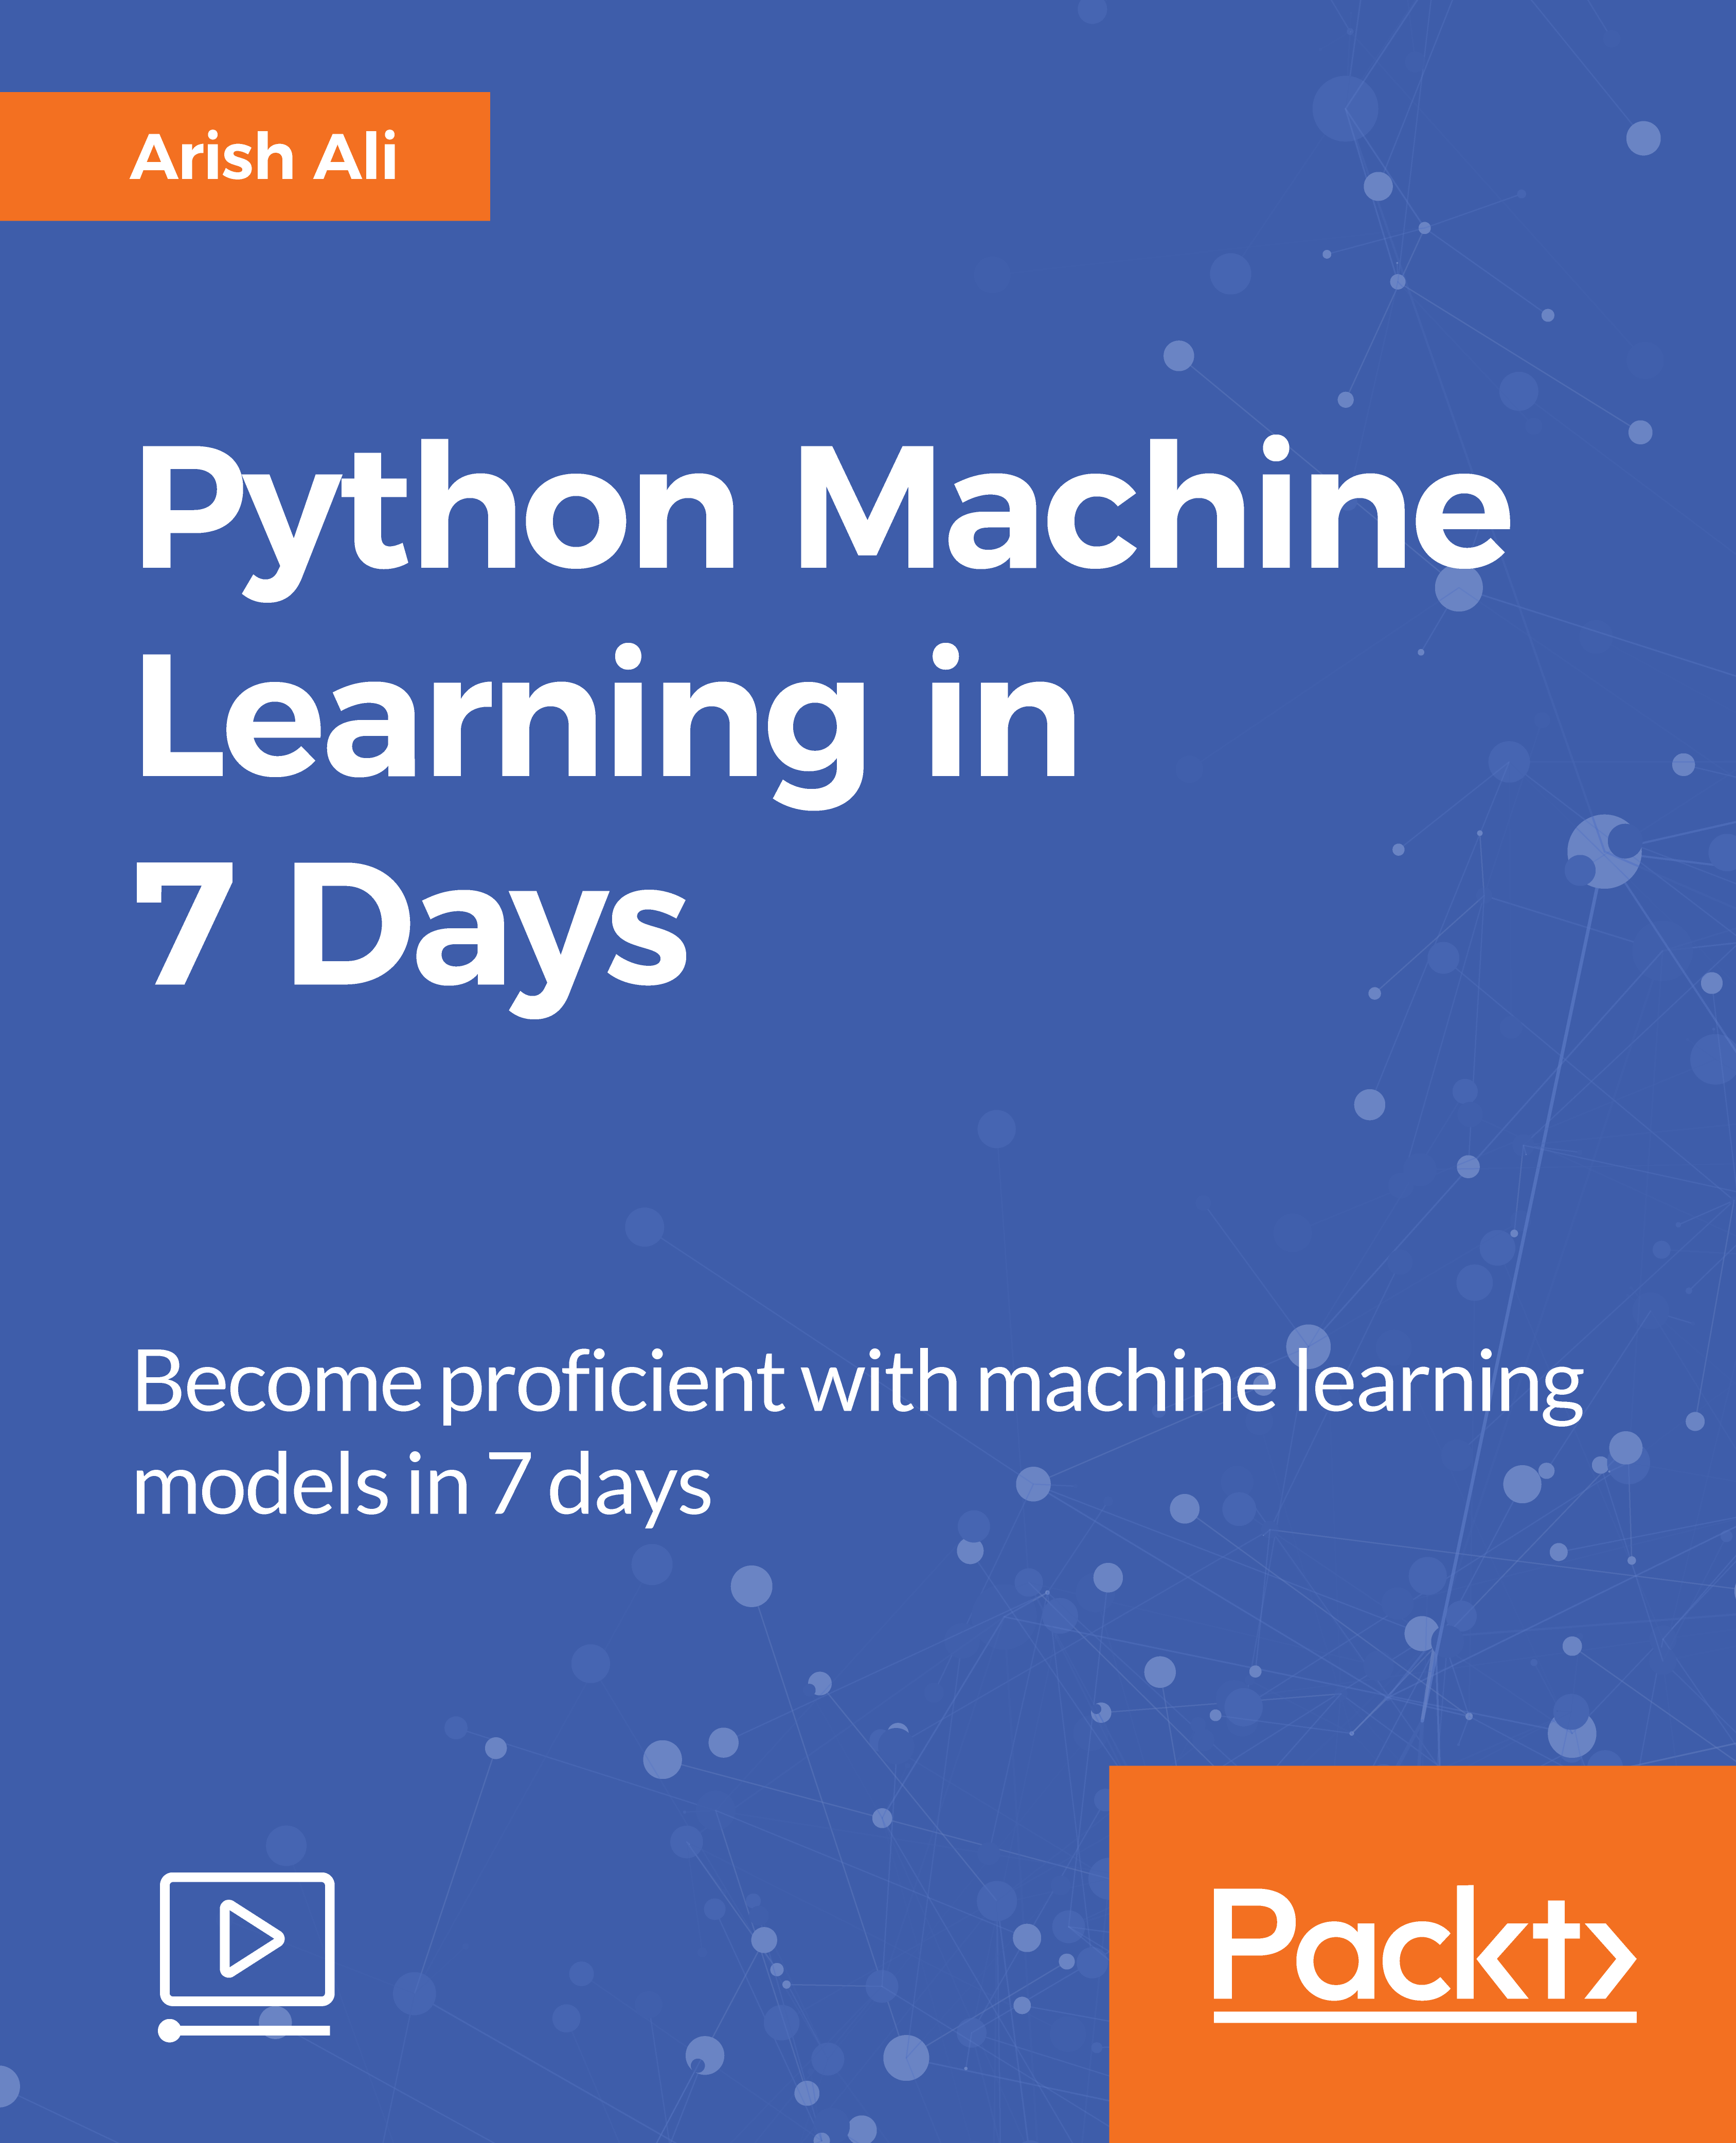 Arish Ali
Python Machine
Learning in
7 Days
Become proficient with machine learning
models in 7 days
Packt>